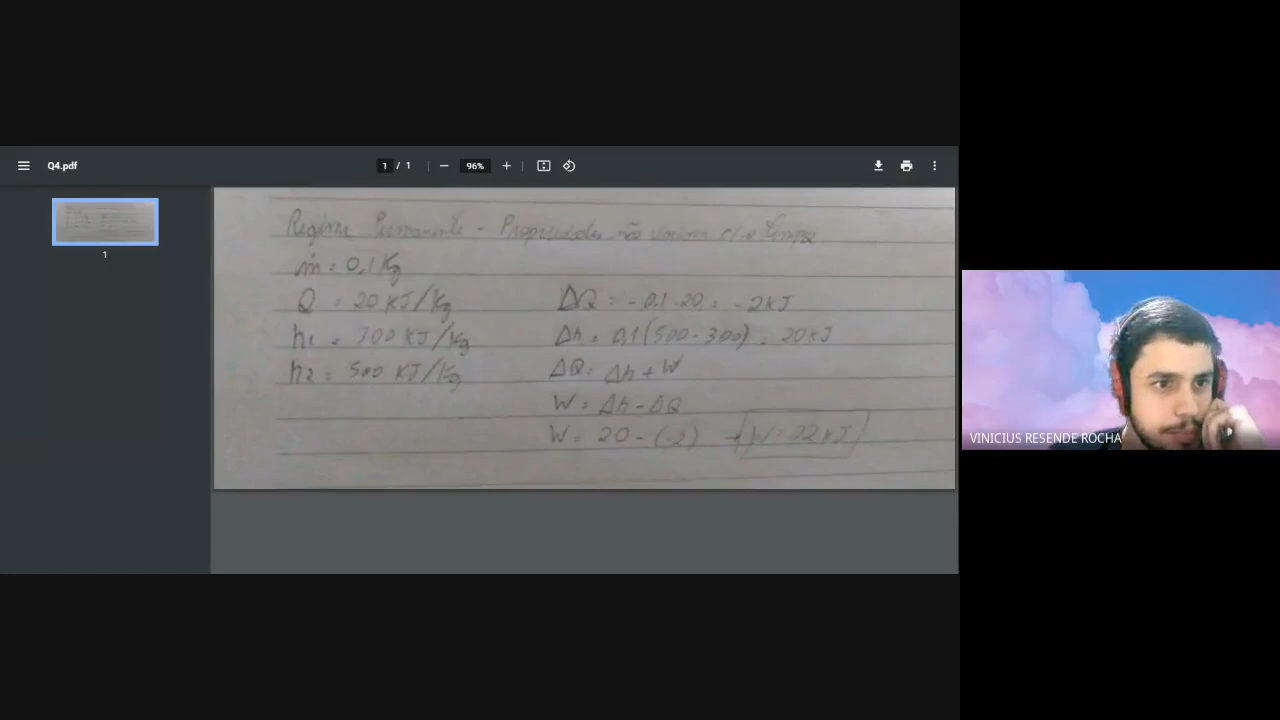 Q4.pdf
1 / 1
96%
1
Regime Permanente - Propriedades não variam c/ o tempo
ṁ = 0,1 Kg
Q = 20 KJ/Kg
h1 = 300 KJ/Kg
h2 = 500 KJ/Kg
ΔQ = -0,1 · 20 = -2 kJ
Δh = 0,1 (500 - 300) = 20 kJ
ΔQ = Δh + W
W = Δh - ΔQ
W = 20 - (-2) → W = 22 kJ
VINICIUS RESENDE ROCHA